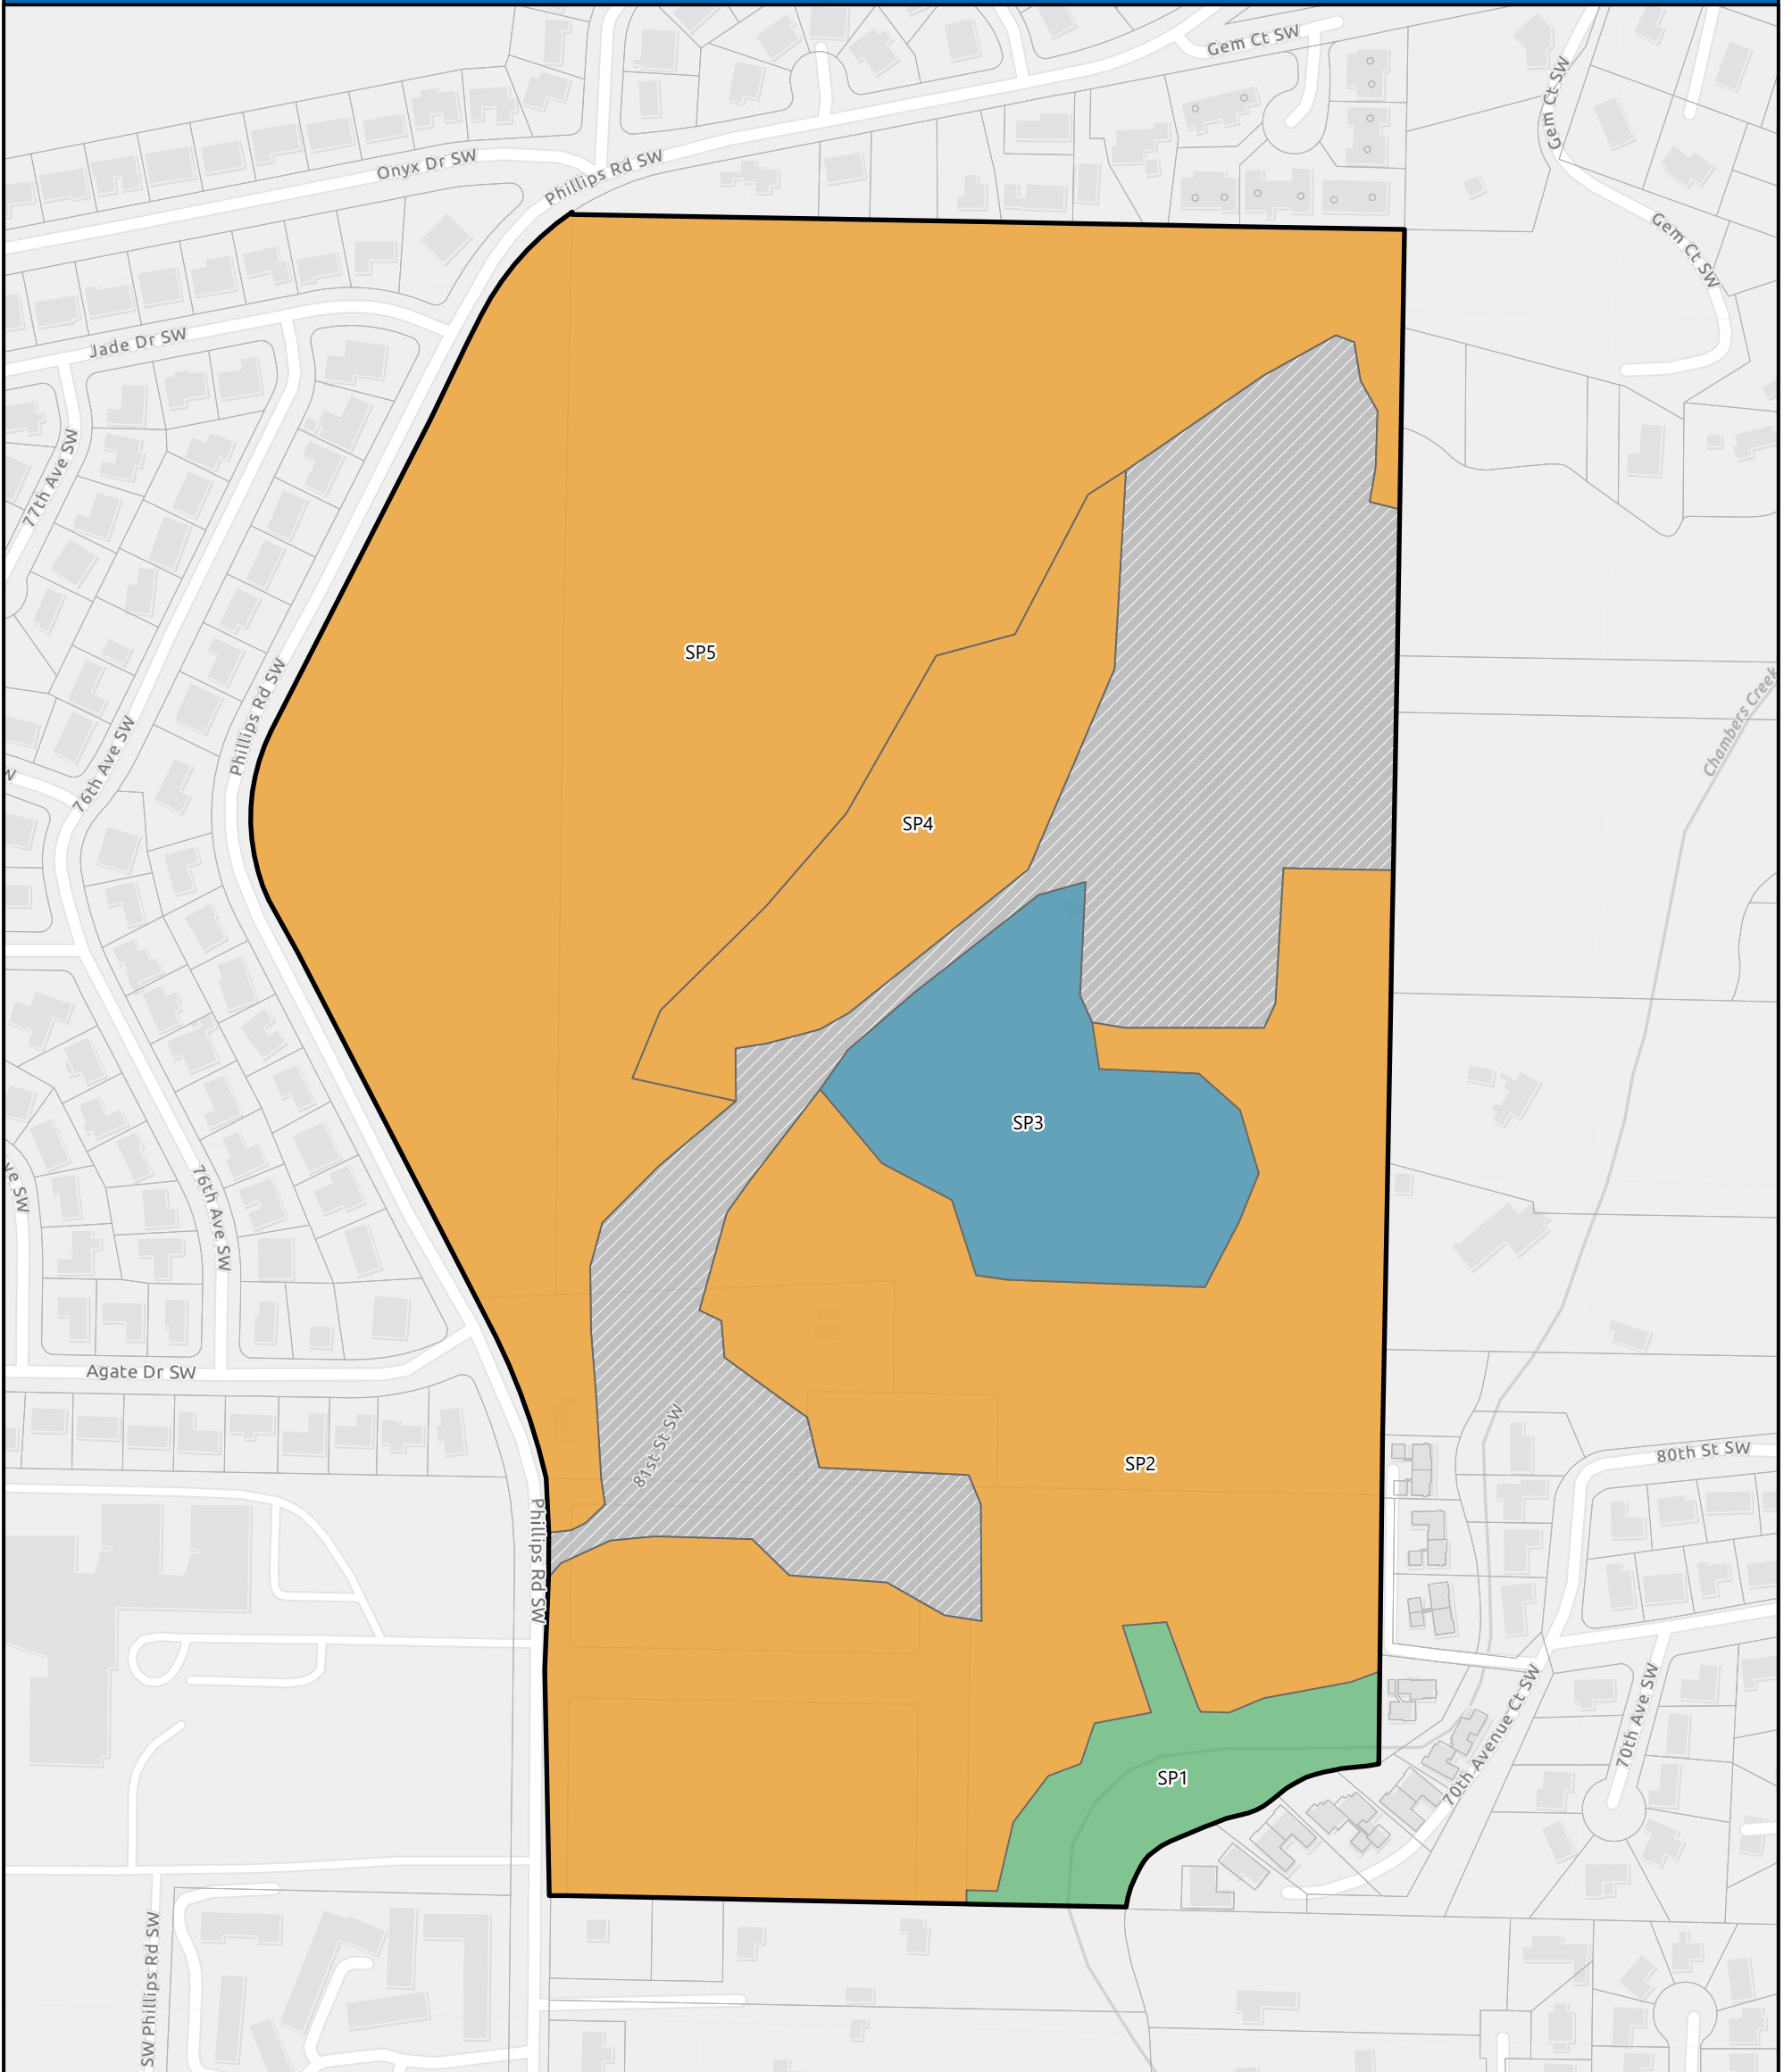 Gem Ct SW
Gem Ct SW
Onyx Dr SW
Phillips Rd SW
Gem Ct SW
Jade Dr SW
77th Ave SW
SP5
Phillips Rd SW
Chambers Creek
76th Ave SW
W
SP4
SP3
ve SW
76th Ave SW
Agate Dr SW
81st St SW
SP2
80th St SW
Phillips Rd SW
70th Avenue Ct SW
70th Ave SW
SP1
SW Phillips Rd SW